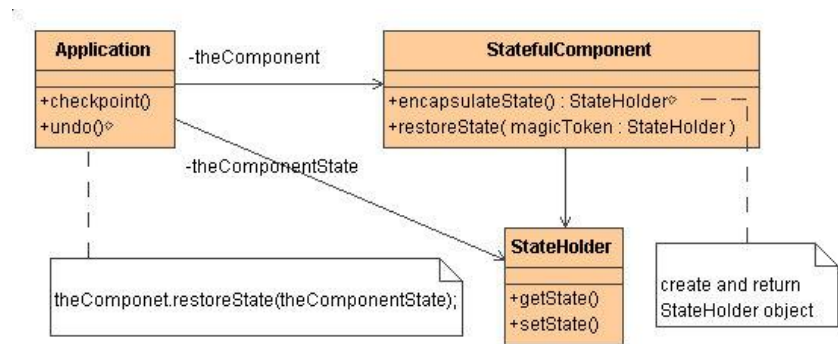 Application
+checkpoint()
+undo()
-theComponent
StatefulComponent
+encapsulateState() : StateHolder
+restoreState( magicToken : StateHolder )
-theComponentState
StateHolder
+getState()
+setState()
theComponet.restoreState(theComponentState);
create and return
StateHolder object